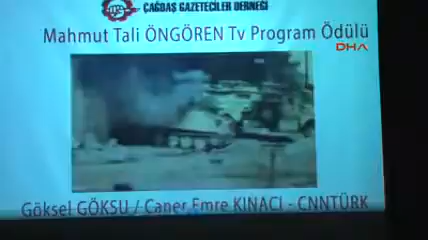 ÇAĞDAŞ GAZETECİLER DERNEĞİ
Mahmut Tali ÖNGÖREN Tv Program Ödülü
DHA
Göksel GÖKSU / Caner Emre KINACI - CNNTÜRK